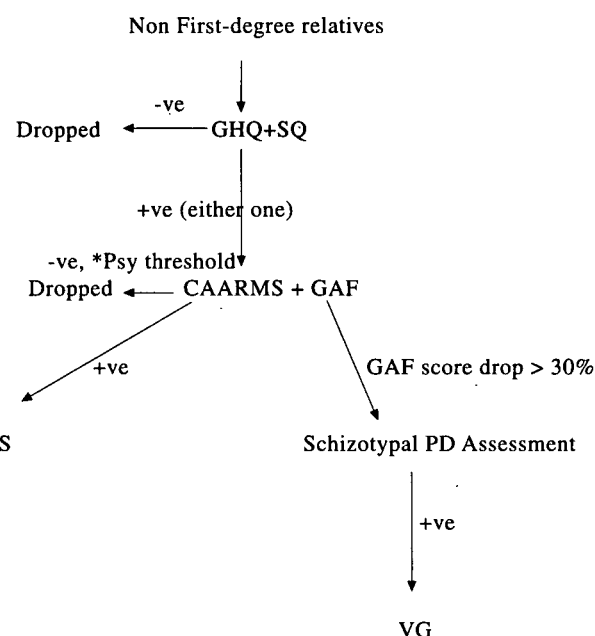 Non First-degree relatives
-ve
Dropped
GHQ+SQ
+ve (either one)
-ve, *Psy threshold
Dropped
CAARMS + GAF
+ve
GAF score drop > 30%
S
Schizotypal PD Assessment
+ve
VG